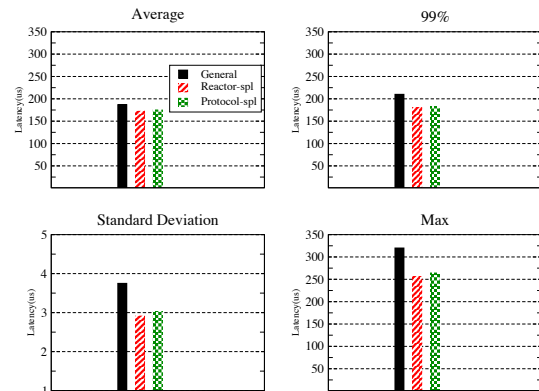 Average
350
300
250
200
150
100
50
Latency(us)
General
Reactor-spl
Protocol-spl
99%
350
300
250
200
150
100
50
Latency(us)
Standard Deviation
5
4
3
2
1
Latency(us)
Max
350
300
250
200
150
100
50
Latency(us)